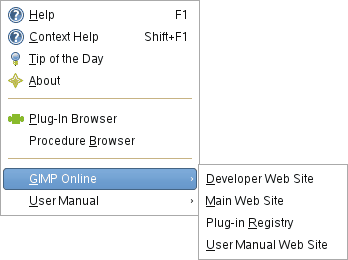 Help F1
Context Help Shift+F1
Tip of the Day
About
Plug-In Browser
Procedure Browser
GIMP Online
User Manual
Developer Web Site
Main Web Site
Plug-in Registry
User Manual Web Site